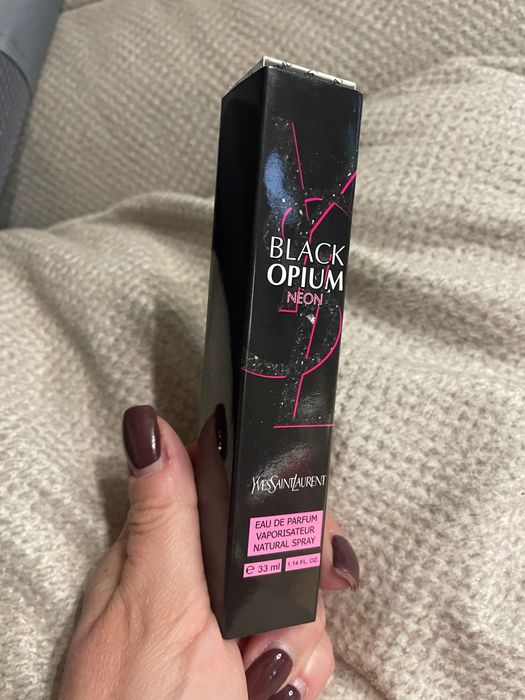 BLACK
OPIUM
NEON
YVESSAINTLAURENT
EAU DE PARFUM
VAPORISATEUR
NATURAL SPRAY
e 33 ml
1.14 FL. OZ